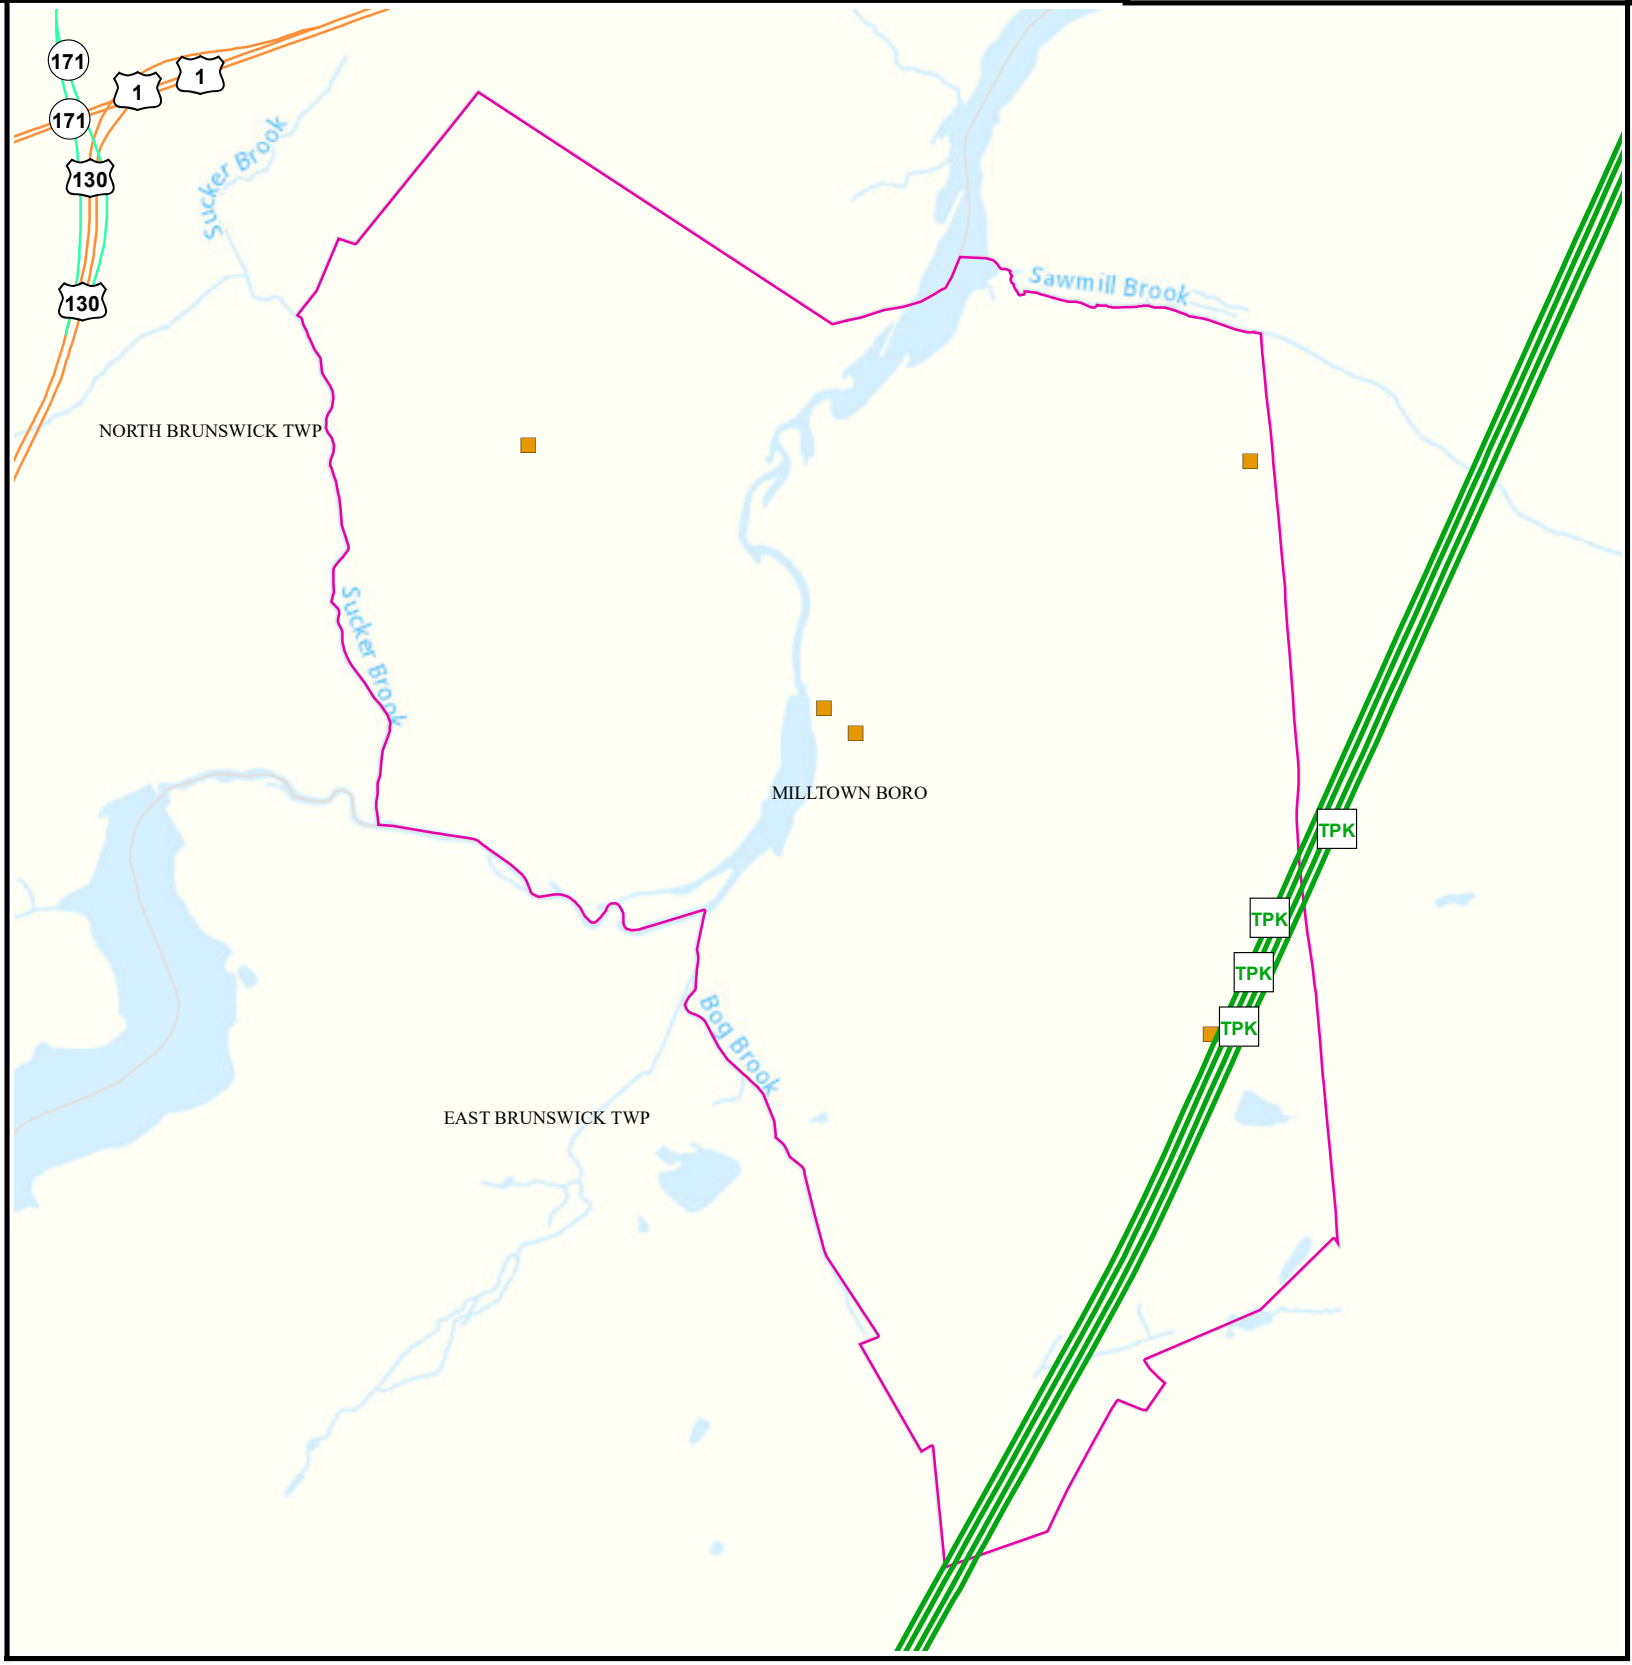 171
1
1
171
Sucker Brook
130
Sawmill Brook
130
NORTH BRUNSWICK TWP
Sucker Brook
MILLTOWN BORO
TPK
TPK
TPK
Bog Brook
TPK
EAST BRUNSWICK TWP